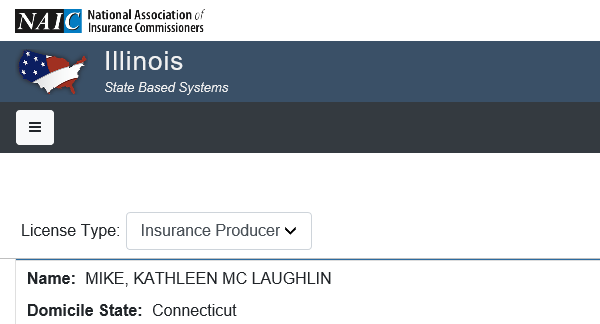 NAIC National Association of
Insurance Commissioners
Illinois
State Based Systems
License Type: Insurance Producer
Name: MIKE, KATHLEEN MC LAUGHLIN
Domicile State: Connecticut